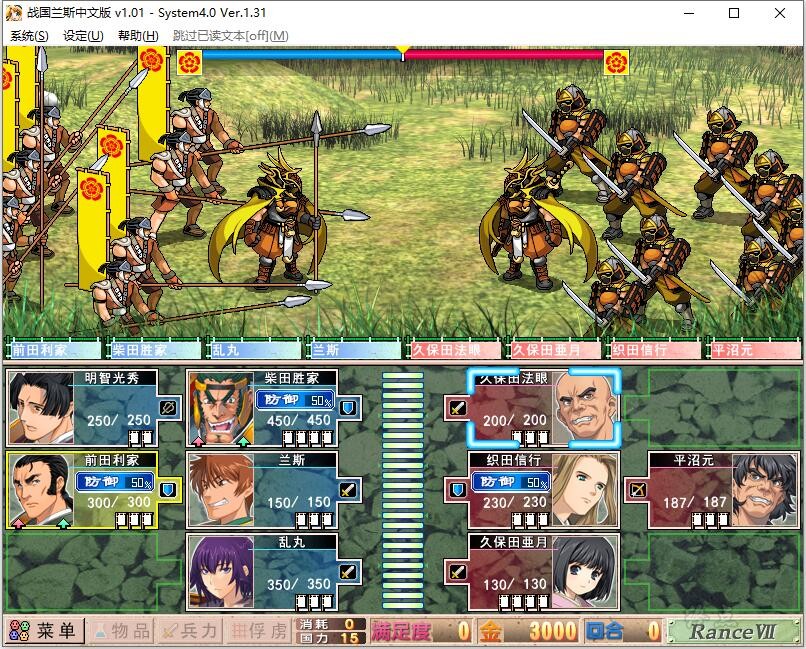 战国兰斯中文版 v1.01 - System4.0 Ver.1.31
系统(S) 设定(U) 帮助(H) 跳过已读文本[off](M)
前田利家 柴田胜家 乱丸 兰斯 久保田法眼 久保田亜月 织田信行 平沼元
明智光秀
250/ 250
柴田胜家
防御 50%
450/ 450
久保田法眼
200/ 200
前田利家
防御 50%
300/ 300
兰斯
150/ 150
织田信行
防御 50%
230/ 230
平沼元
187/ 187
乱丸
350/ 350
久保田亜月
130/ 130
菜单 物品 兵力 俘虏 消耗 0 满足度 0 金 3000 回合 0 Rance VII
国力 15